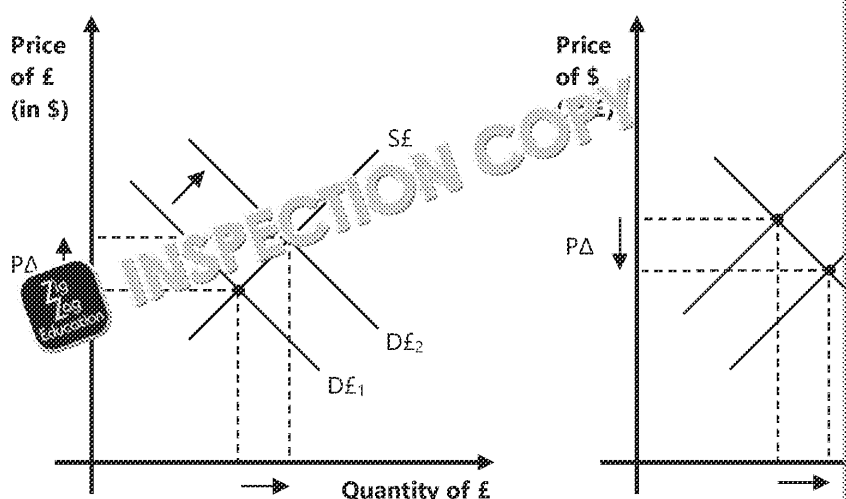 Price
of £
(in $)
S£
PΔ
D£₂
D£₁
Quantity of £
Price
of $
PΔ
INSPECTION COPY
Zig
Zag
Education